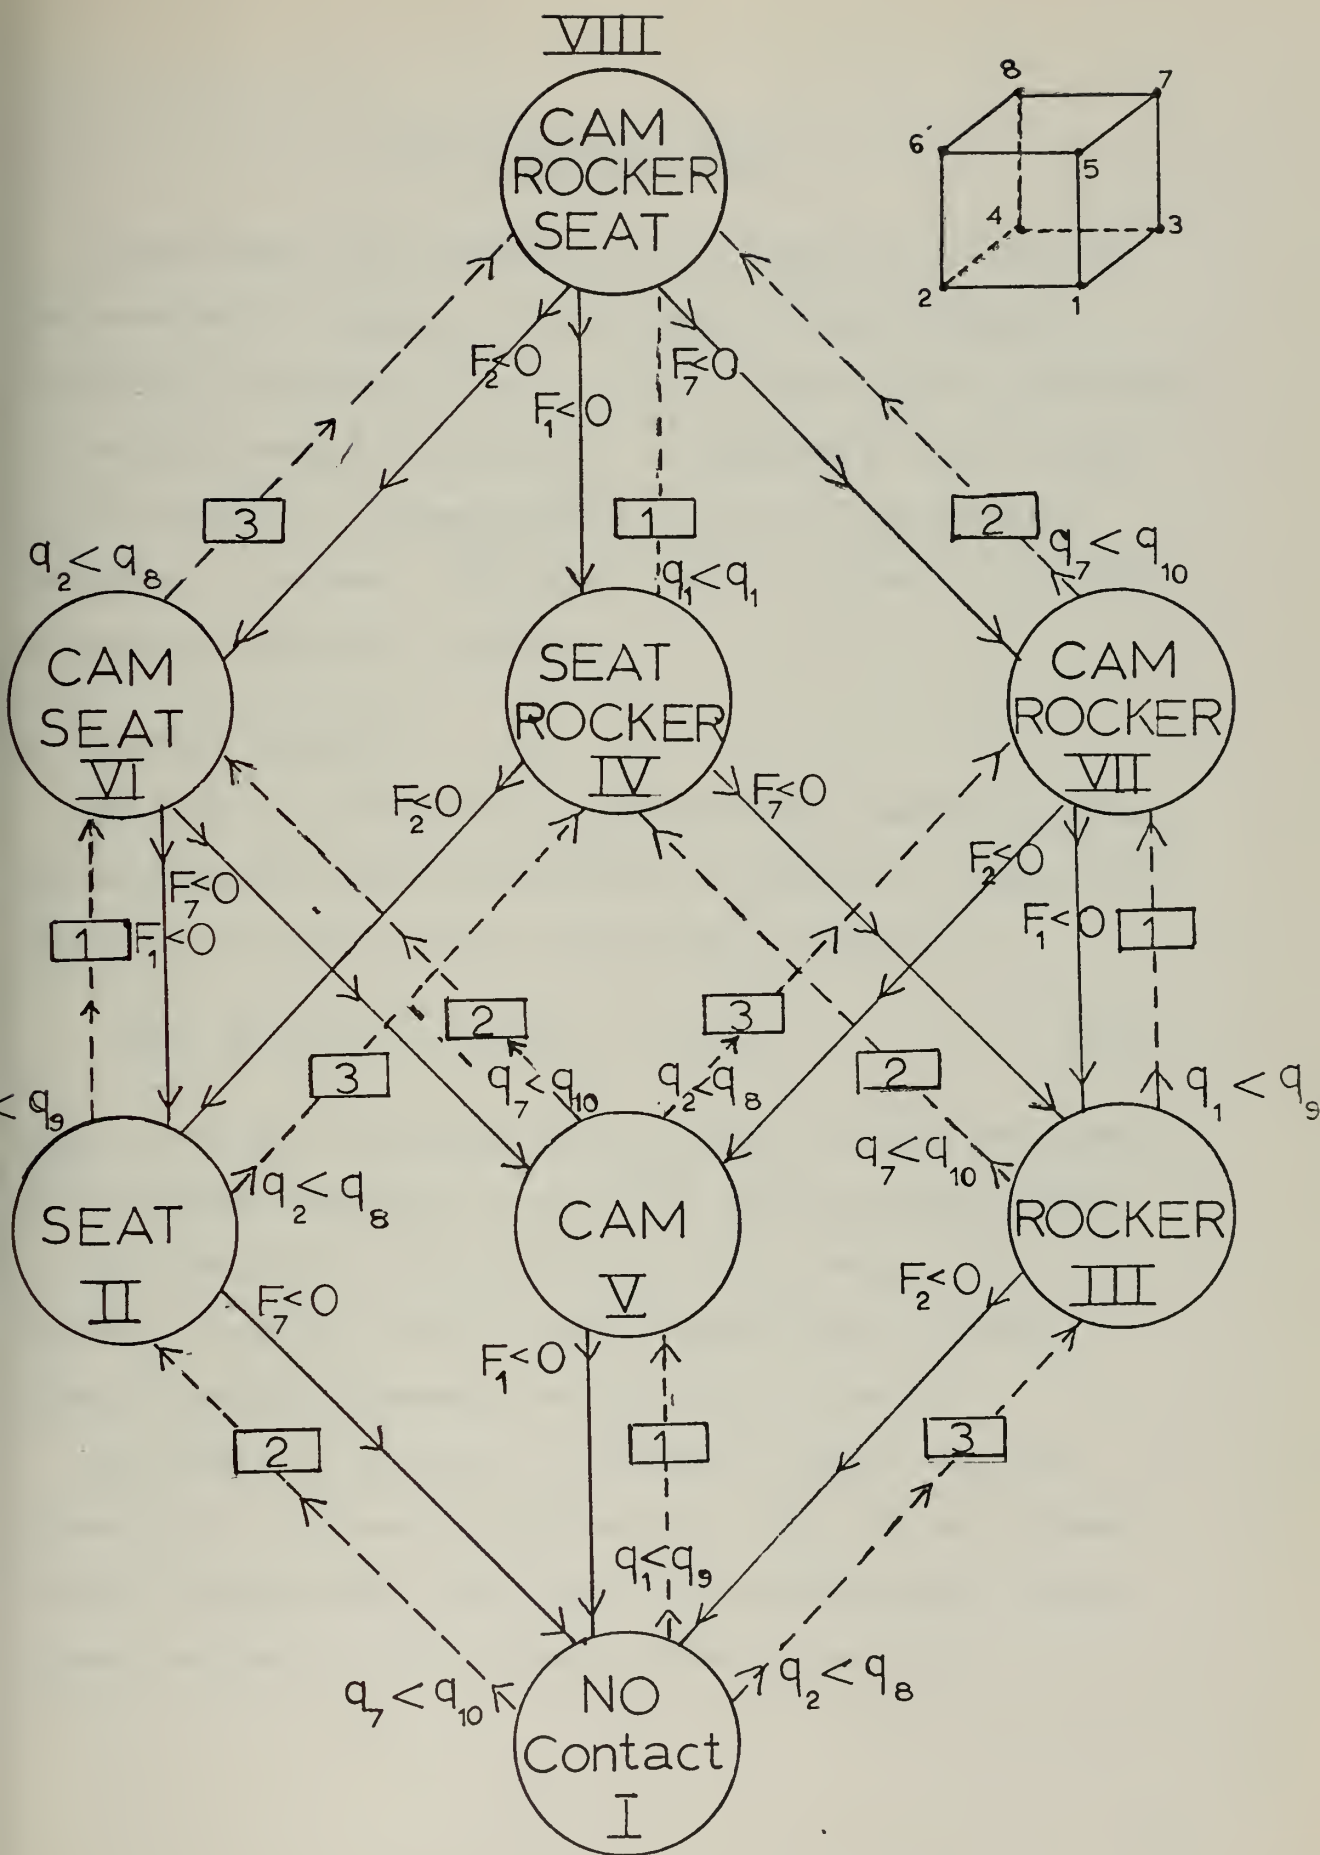 VIII
CAM
ROCKER
SEAT
8
7
6
5
4
3
2
1
F₂<0
F₁<0
F₇<0
3
1
2
q₂ < q₈
q₁ < q₁
q₇ < q₁₀
CAM
SEAT
VI
SEAT
ROCKER
IV
CAM
ROCKER
VII
F₂<0
F₇<0
F₂<0
F₇<0
1
F₁<0
F₁<0
1
2
3
3
2
< q₉
q₇ < q₁₀
q₂ < q₈
q₁ < q₉
q₇ < q₁₀
q₂ < q₈
SEAT
II
CAM
V
ROCKER
III
F₇<0
F₁<0
F₂<0
2
1
3
q₁ < q₉
q₇ < q₁₀
q₂ < q₈
NO
Contact
I